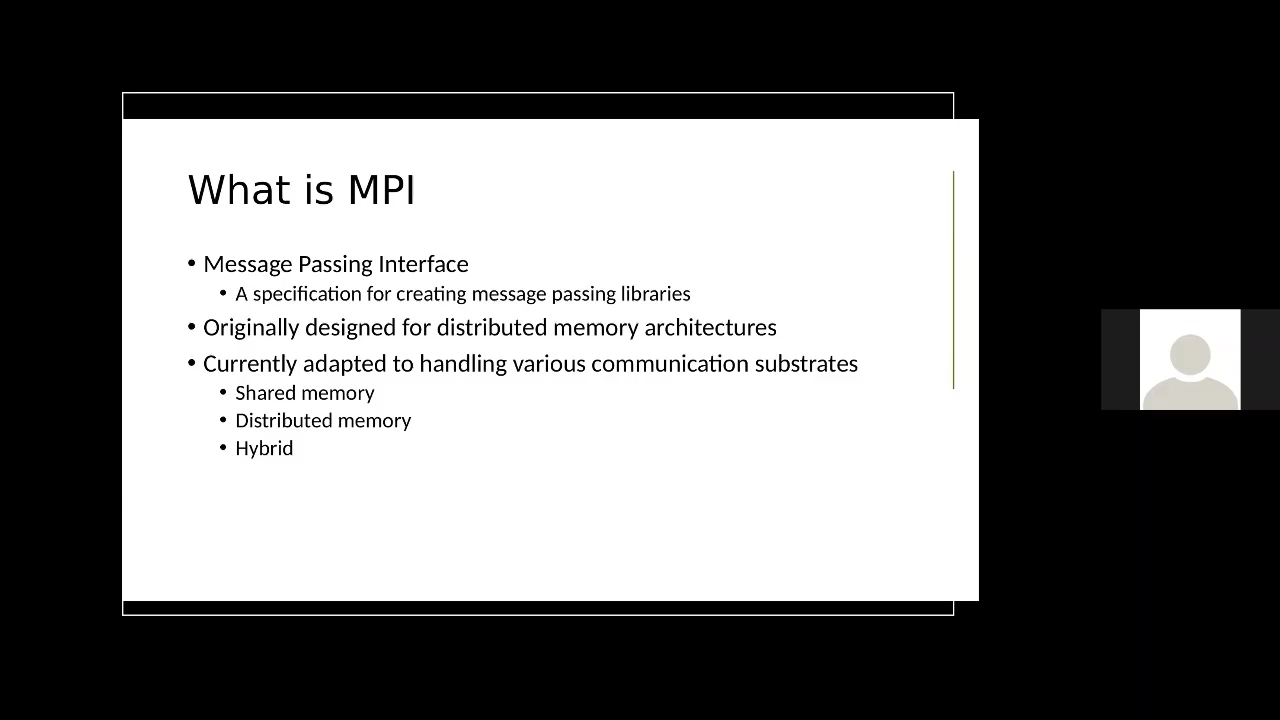 What is MPI
• Message Passing Interface
• A specification for creating message passing libraries
• Originally designed for distributed memory architectures
• Currently adapted to handling various communication substrates
• Shared memory
• Distributed memory
• Hybrid